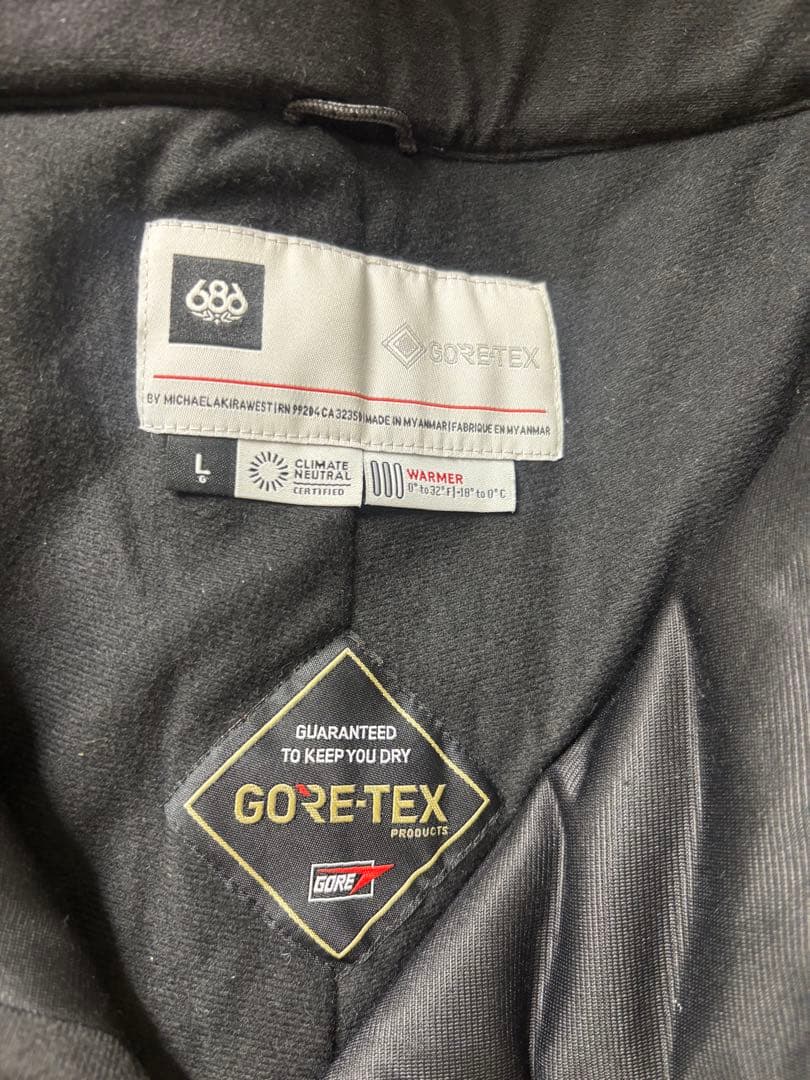 686
GORE-TEX
BY MICHAELAKIRAWEST|RN 99204 CA 32350|MADE IN MYANMAR|FABRIQUE EN MYANMAR
L
G
CLIMATE
NEUTRAL
CERTIFIED
WARMER
0° to 32° F|-18° to 0° C
GUARANTEED
TO KEEP YOU DRY
GORE-TEX
PRODUCTS
GORE